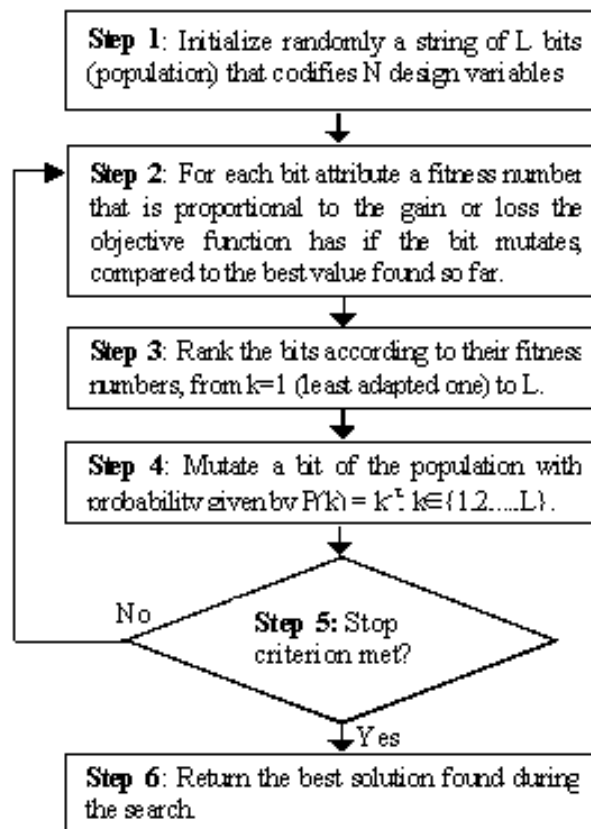 Step 1: Initialize randomly a string of L bits
(population) that codifies N design variables
Step 2: For each bit attribute a fitness number
that is proportional to the gain or loss the
objective function has if the bit mutates,
compared to the best value found so far.
Step 3: Rank the bits according to their fitness
numbers, from k=1 (least adapted one) to L.
Step 4: Mutate a bit of the population with
probability given by P(k) = k^-τ; k∈{1,2,...,L}.
No
Step 5: Stop
criterion met?
Yes
Step 6: Return the best solution found during
the search.